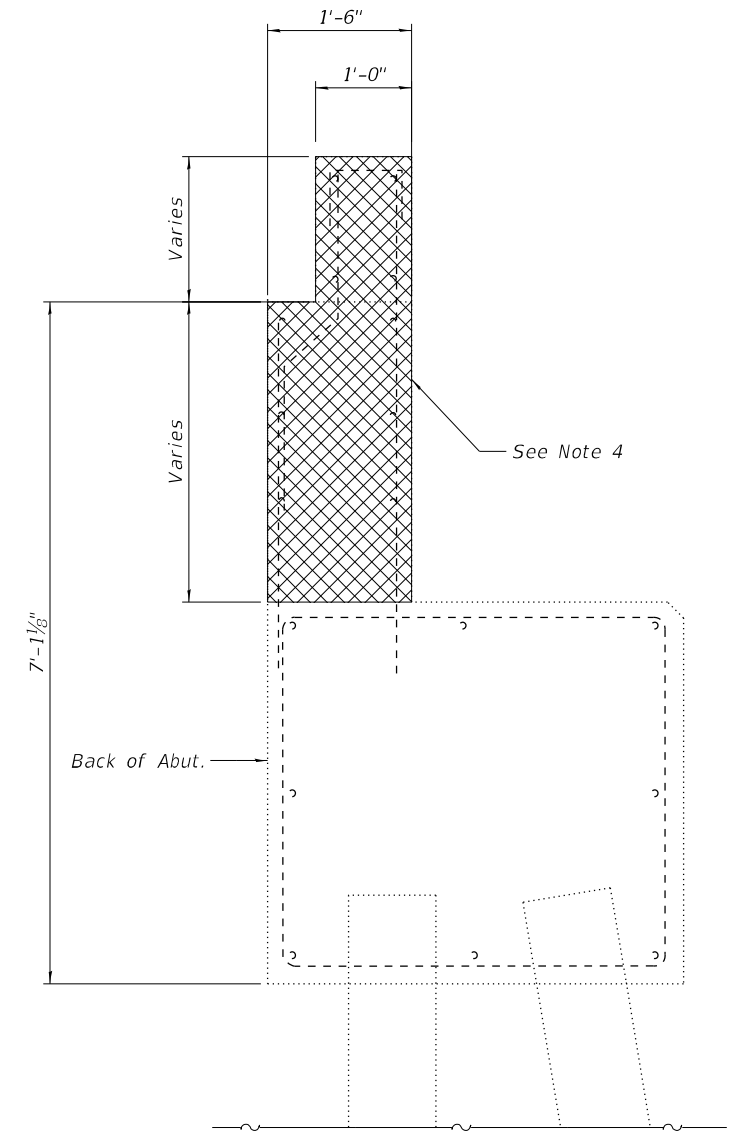 1'-6"
1'-0"
Varies
Varies
See Note 4
7'-1⅛"
Back of Abut.